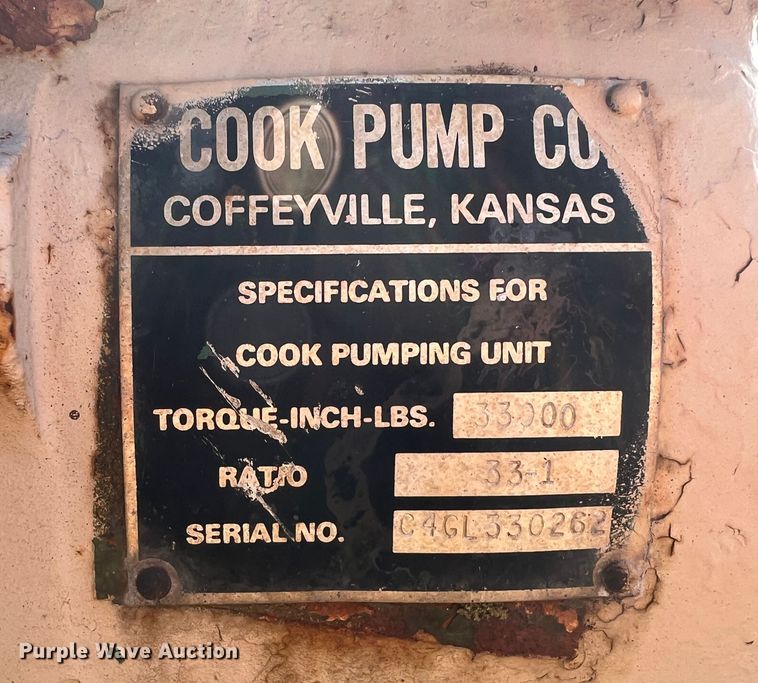 COOK PUMP CO
COFFEYVILLE, KANSAS
SPECIFICATIONS FOR
COOK PUMPING UNIT
TORQUE-INCH-LBS. 33000
RATIO 33-1
SERIAL NO. C4GL330262
Purple Wave Auction